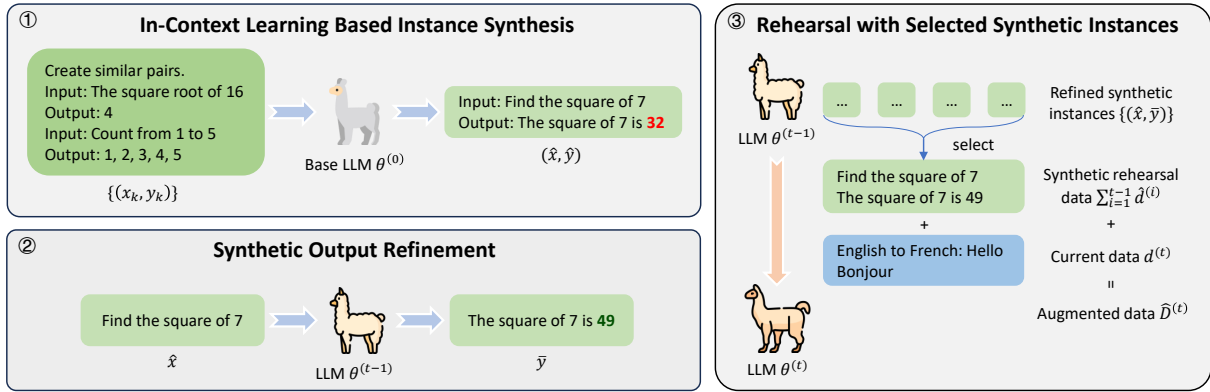 ①
In-Context Learning Based Instance Synthesis
Create similar pairs.
Input: The square root of 16
Output: 4
Input: Count from 1 to 5
Output: 1, 2, 3, 4, 5
{(xₖ, yₖ)}
Base LLM θ⁽⁰⁾
Input: Find the square of 7
Output: The square of 7 is 32
(x̂, ŷ)
②
Synthetic Output Refinement
Find the square of 7
x̂
LLM θ⁽ᵗ⁻¹⁾
The square of 7 is 49
ȳ
③
Rehearsal with Selected Synthetic Instances
LLM θ⁽ᵗ⁻¹⁾
... ... ... ...
Refined synthetic
instances {(x̂, ȳ)}
select
Find the square of 7
The square of 7 is 49
Synthetic rehearsal
data ∑ᵢ₌₁ᵗ⁻¹ d̂⁽ⁱ⁾
+
+
English to French: Hello
Bonjour
Current data d⁽ᵗ⁾
=
Augmented data D̂⁽ᵗ⁾
LLM θ⁽ᵗ⁾